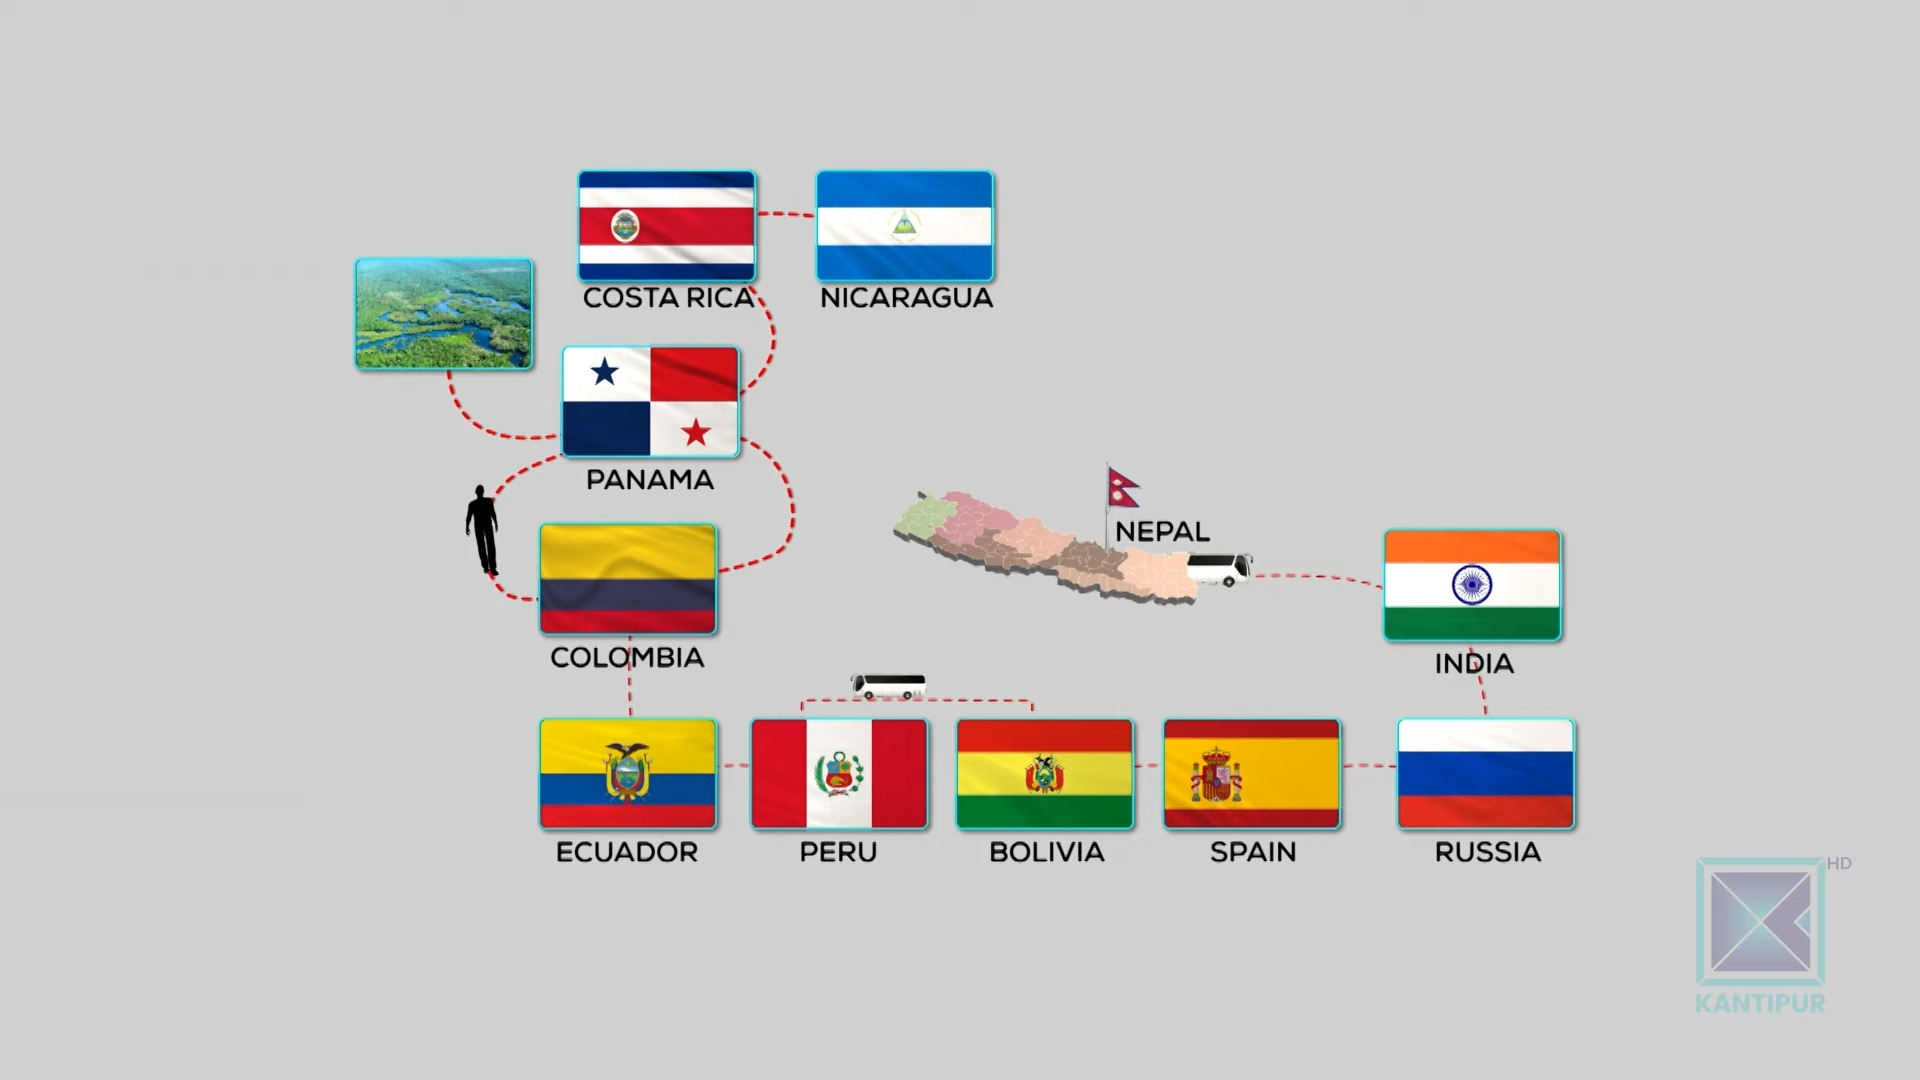 COSTA RICA
NICARAGUA
PANAMA
NEPAL
COLOMBIA
INDIA
ECUADOR
PERU
BOLIVIA
SPAIN
RUSSIA
HD
KANTIPUR